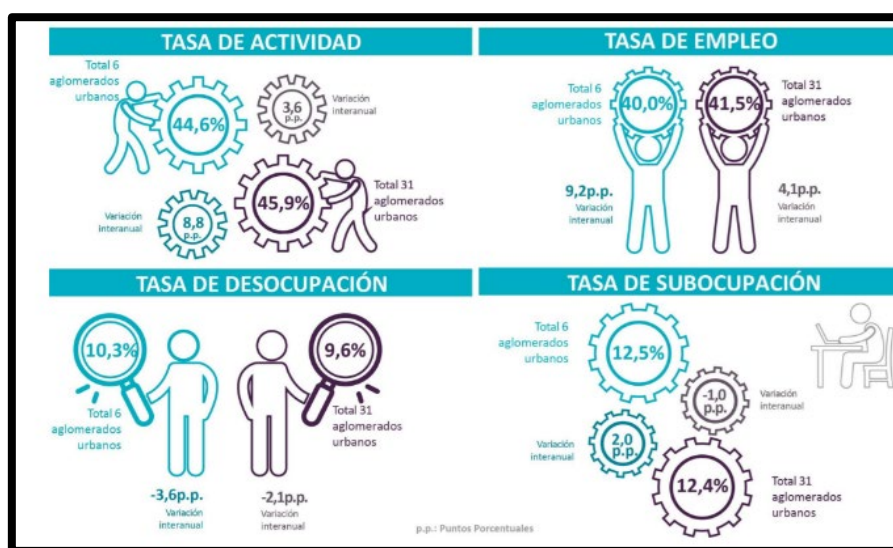 TASA DE ACTIVIDAD
Total 6
aglomerados
urbanos
44,6%
3,6
p.p.
Variación
interanual
Variación
interanual
8,8
p.p.
45,9%
Total 31
aglomerados
urbanos
TASA DE EMPLEO
Total 6
aglomerados
urbanos
40,0%
41,5%
Total 31
aglomerados
urbanos
9,2p.p.
Variación
interanual
4,1p.p.
Variación
interanual
TASA DE DESOCUPACIÓN
10,3%
9,6%
Total 6
aglomerados
urbanos
Total 31
aglomerados
urbanos
-3,6p.p.
Variación
interanual
-2,1p.p.
Variación
interanual
TASA DE SUBOCUPACIÓN
Total 6
aglomerados
urbanos
12,5%
-1,0
p.p.
Variación
interanual
Variación
interanual
2,0
p.p.
12,4%
Total 31
aglomerados
urbanos
p.p.: Puntos Porcentuales